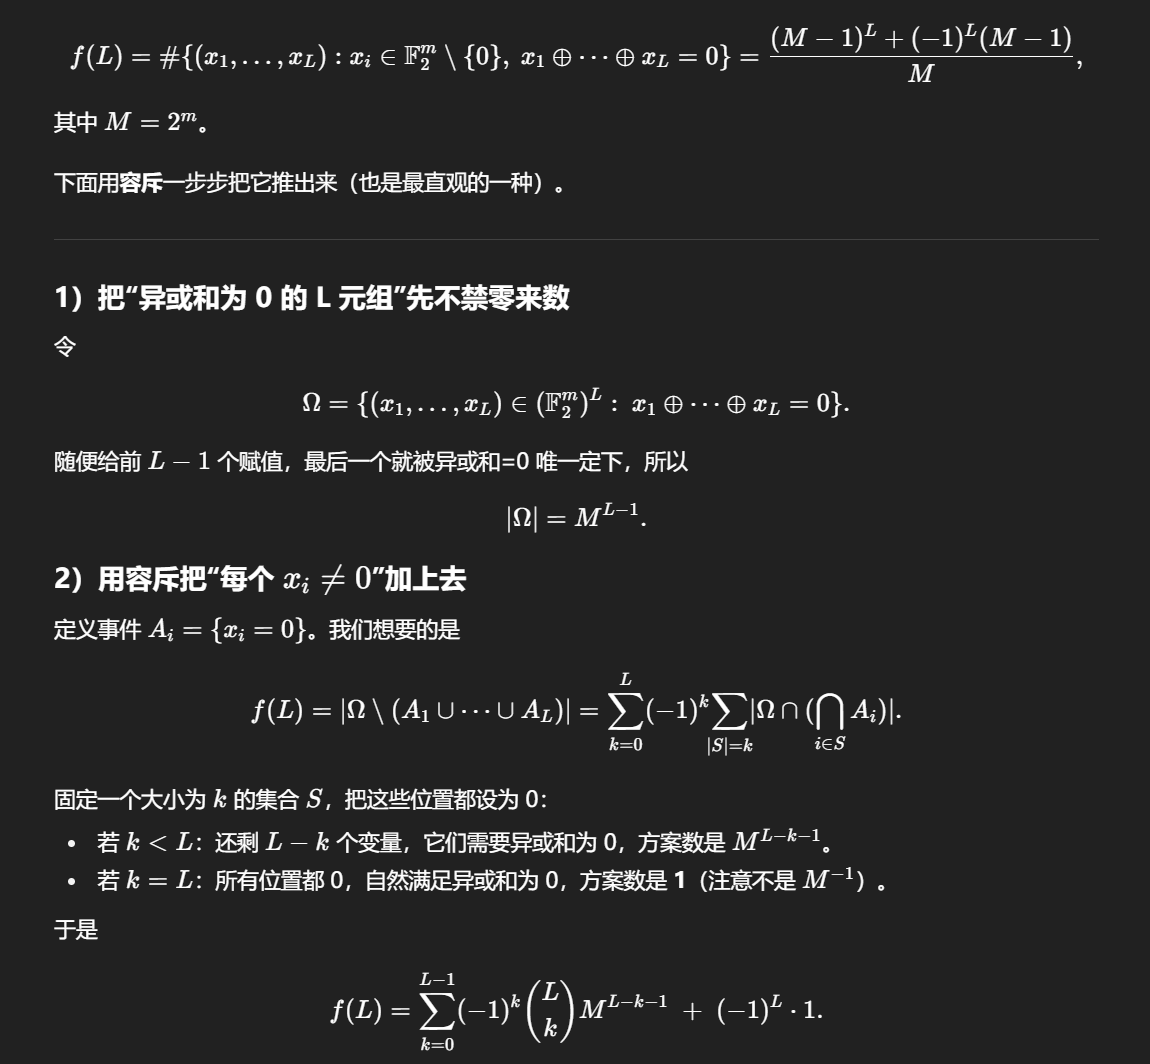 $$f(L) = \#\{(x_1, \ldots, x_L) : x_i \in \mathbb{F}_2^m \setminus \{0\},\ x_1 \oplus \cdots \oplus x_L = 0\} = \frac{(M-1)^L + (-1)^L(M-1)}{M},$$
其中 $M = 2^m$。
下面用容斥一步步把它推出来（也是最直观的一种）。
1）把“异或和为 0 的 L 元组”先不禁零来数
令
$$\Omega = \{(x_1, \ldots, x_L) \in (\mathbb{F}_2^m)^L :\ x_1 \oplus \cdots \oplus x_L = 0\}.$$
随便给前 $L-1$ 个赋值，最后一个就被异或和=0 唯一定下，所以
$$|\Omega| = M^{L-1}.$$
2）用容斥把“每个 $x_i \neq 0$”加上去
定义事件 $A_i = \{x_i = 0\}$。我们想要的是
$$f(L) = |\Omega \setminus (A_1 \cup \cdots \cup A_L)| = \sum_{k=0}^{L} (-1)^k \sum_{|S|=k} |\Omega \cap (\bigcap_{i \in S} A_i)|.$$
固定一个大小为 $k$ 的集合 $S$，把这些位置都设为 0：
• 若 $k < L$：还剩 $L-k$ 个变量，它们需要异或和为 0，方案数是 $M^{L-k-1}$。
• 若 $k = L$：所有位置都 0，自然满足异或和为 0，方案数是 1（注意不是 $M^{-1}$）。
于是
$$f(L) = \sum_{k=0}^{L-1} (-1)^k \binom{L}{k} M^{L-k-1} \ + \ (-1)^L \cdot 1.$$